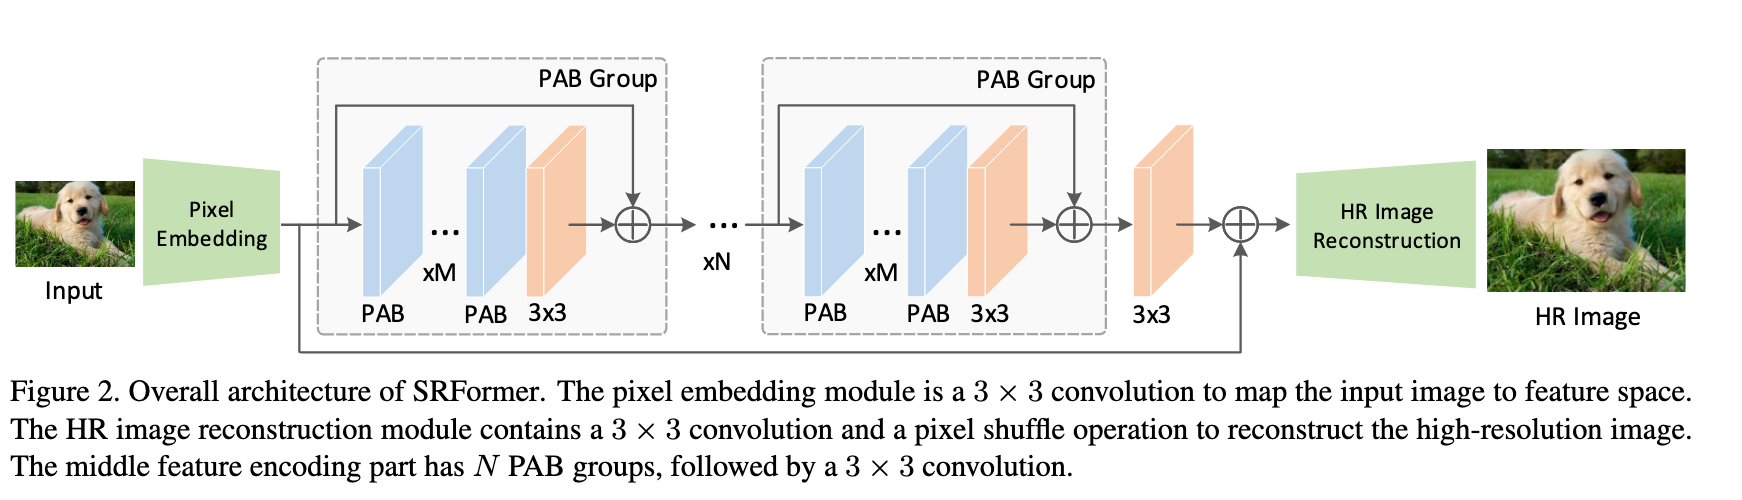 PAB Group
PAB Group
Pixel
Embedding
HR Image
Reconstruction
...
...
...
xM
xN
xM
Input
PAB
PAB
3x3
PAB
PAB
3x3
3x3
HR Image
Figure 2. Overall architecture of SRFormer. The pixel embedding module is a 3 × 3 convolution to map the input image to feature space.
The HR image reconstruction module contains a 3 × 3 convolution and a pixel shuffle operation to reconstruct the high-resolution image.
The middle feature encoding part has N PAB groups, followed by a 3 × 3 convolution.